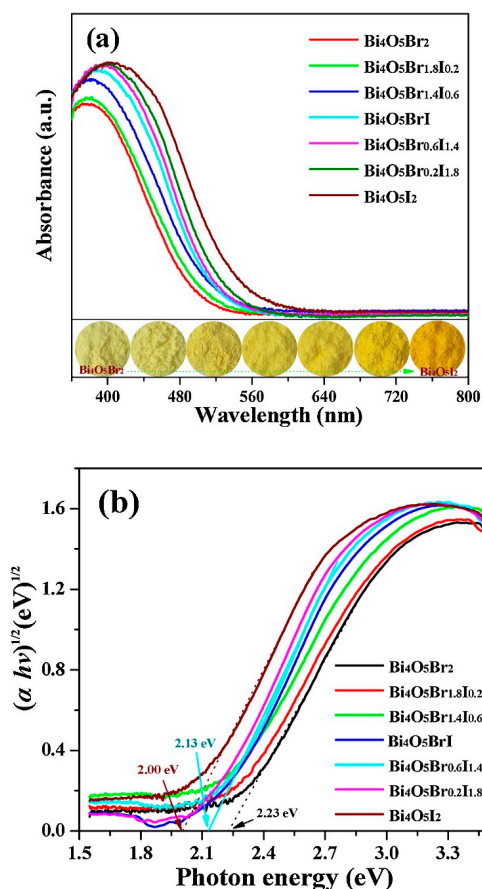 (a)
Bi4O5Br2
Bi4O5Br1.8I0.2
Bi4O5Br1.4I0.6
Bi4O5BrI
Bi4O5Br0.6I1.4
Bi4O5Br0.2I1.8
Bi4O5I2
Absorbance (a.u.)
Bi4O5Br2
Bi4O5I2
400 480 560 640 720 800
Wavelength (nm)
(b)
1.6
1.2
0.8
0.4
0.0
(α hν)1/2(eV)1/2
2.13 eV
2.00 eV
2.23 eV
Bi4O5Br2
Bi4O5Br1.8I0.2
Bi4O5Br1.4I0.6
Bi4O5BrI
Bi4O5Br0.6I1.4
Bi4O5Br0.2I1.8
Bi4O5I2
1.5 1.8 2.1 2.4 2.7 3.0 3.3
Photon energy (eV)